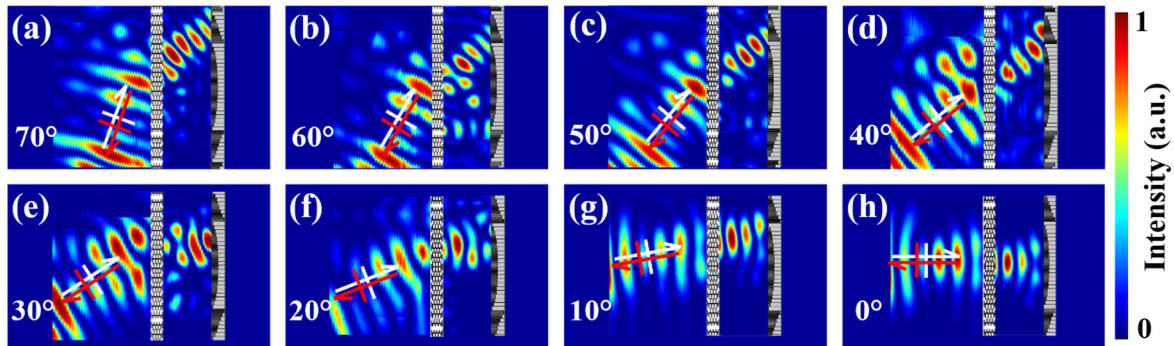 (a) (b) (c) (d) 1
70° 60° 50° 40°
(e) (f) (g) (h)
30° 20° 10° 0° 0
Intensity (a.u.)